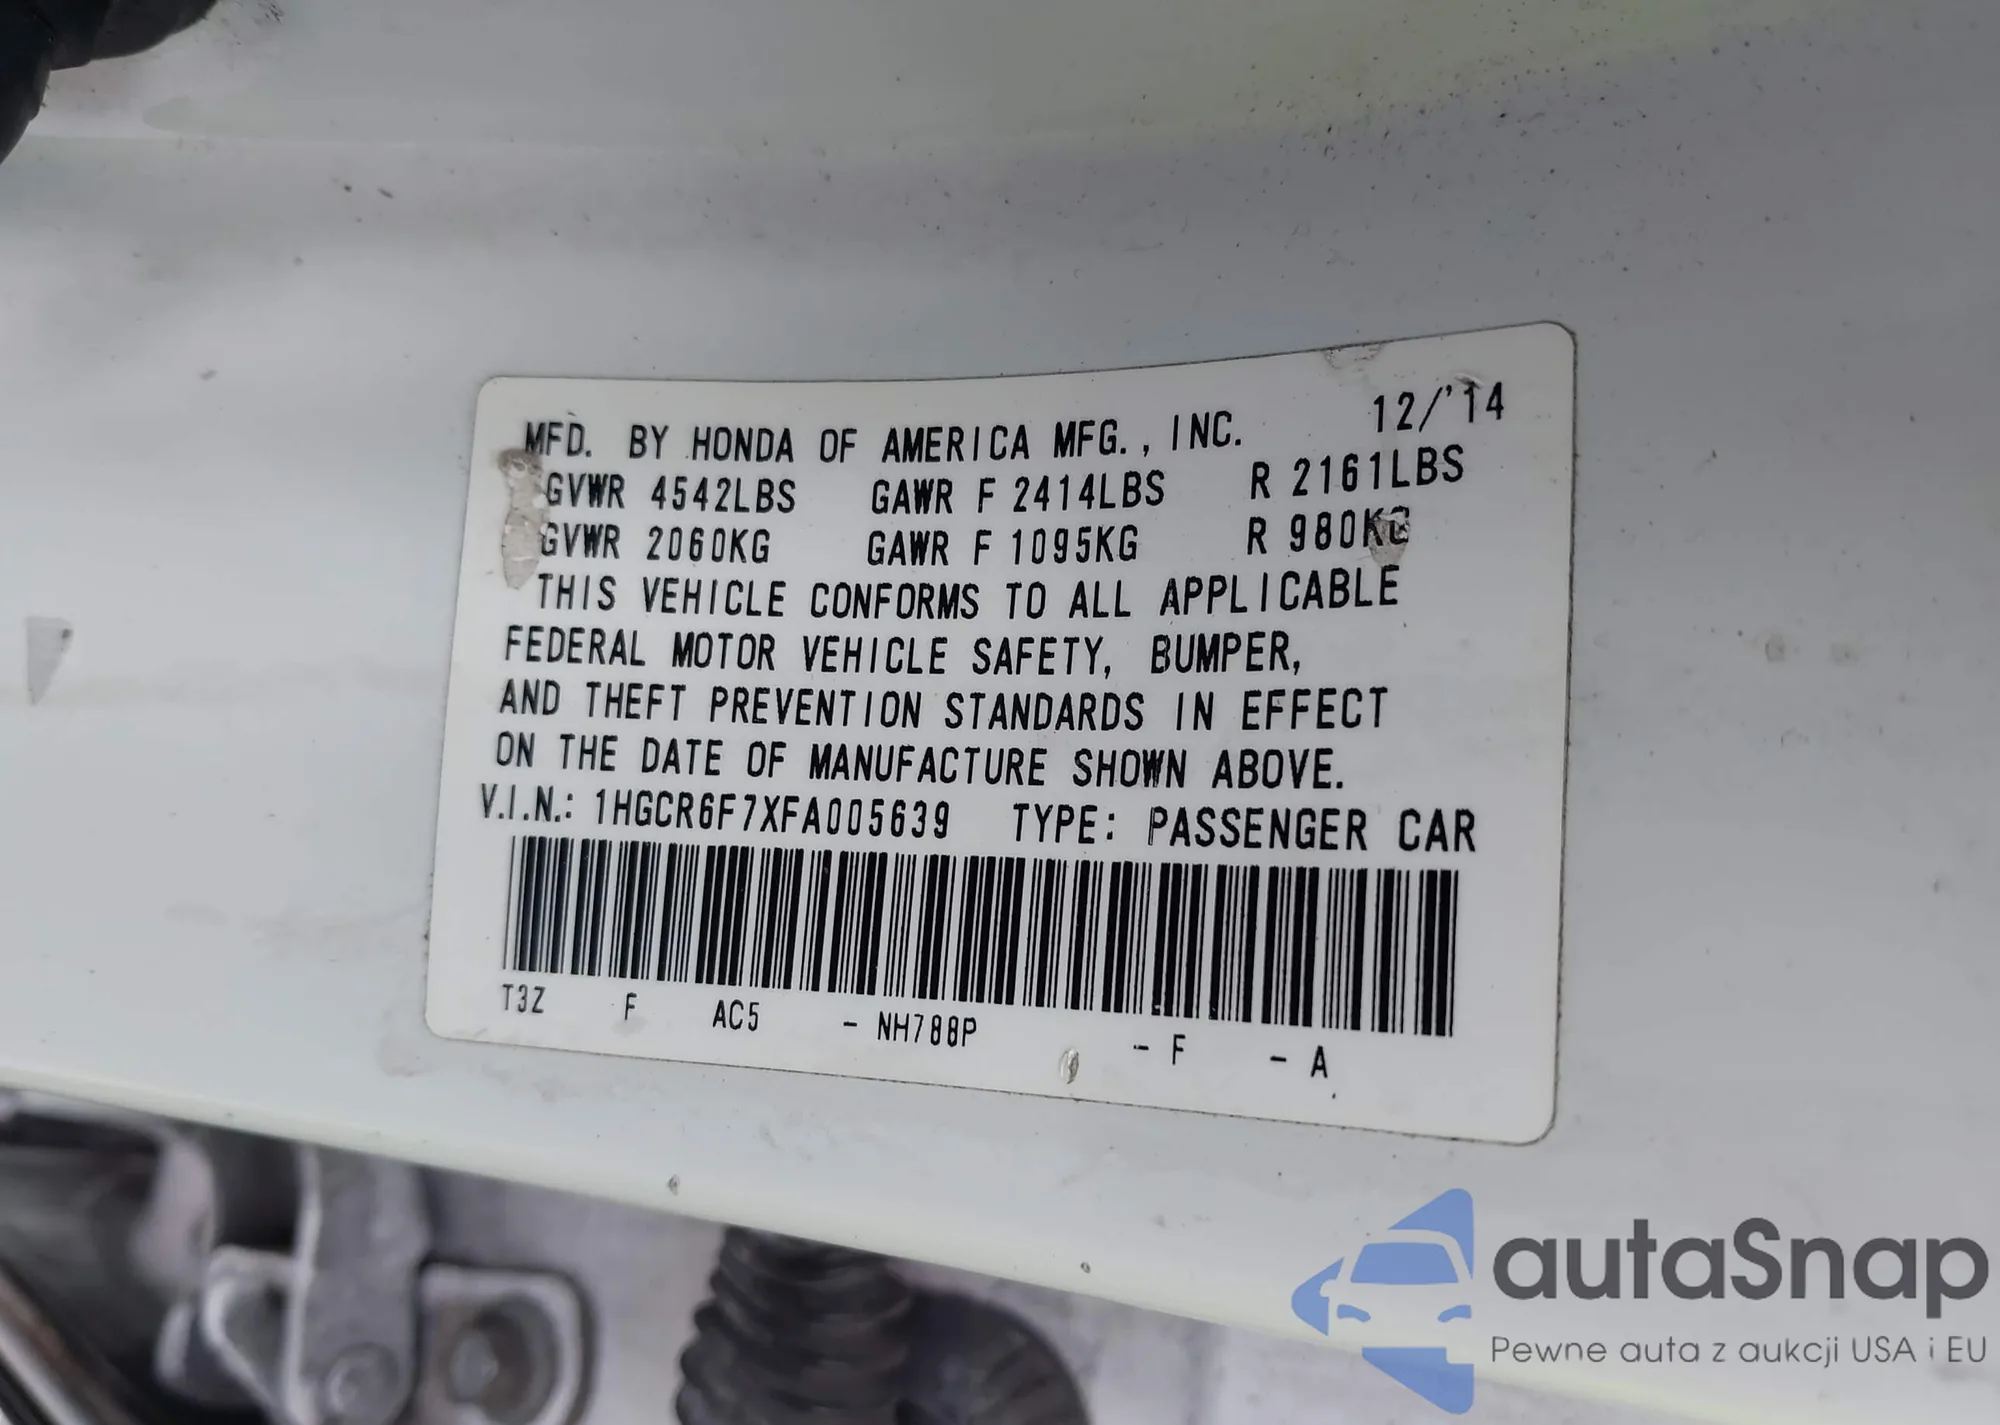 MFD. BY HONDA OF AMERICA MFG., INC. 12/'14
GVWR 4542LBS GAWR F 2414LBS R 2161LBS
GVWR 2060KG GAWR F 1095KG R 980KG
THIS VEHICLE CONFORMS TO ALL APPLICABLE
FEDERAL MOTOR VEHICLE SAFETY, BUMPER,
AND THEFT PREVENTION STANDARDS IN EFFECT
ON THE DATE OF MANUFACTURE SHOWN ABOVE.
V.I.N.: 1HGCR6F7XFA005639 TYPE: PASSENGER CAR
T3Z F AC5 - NH788P - F - A
autaSnap
Pewne auta z aukcji USA i EU